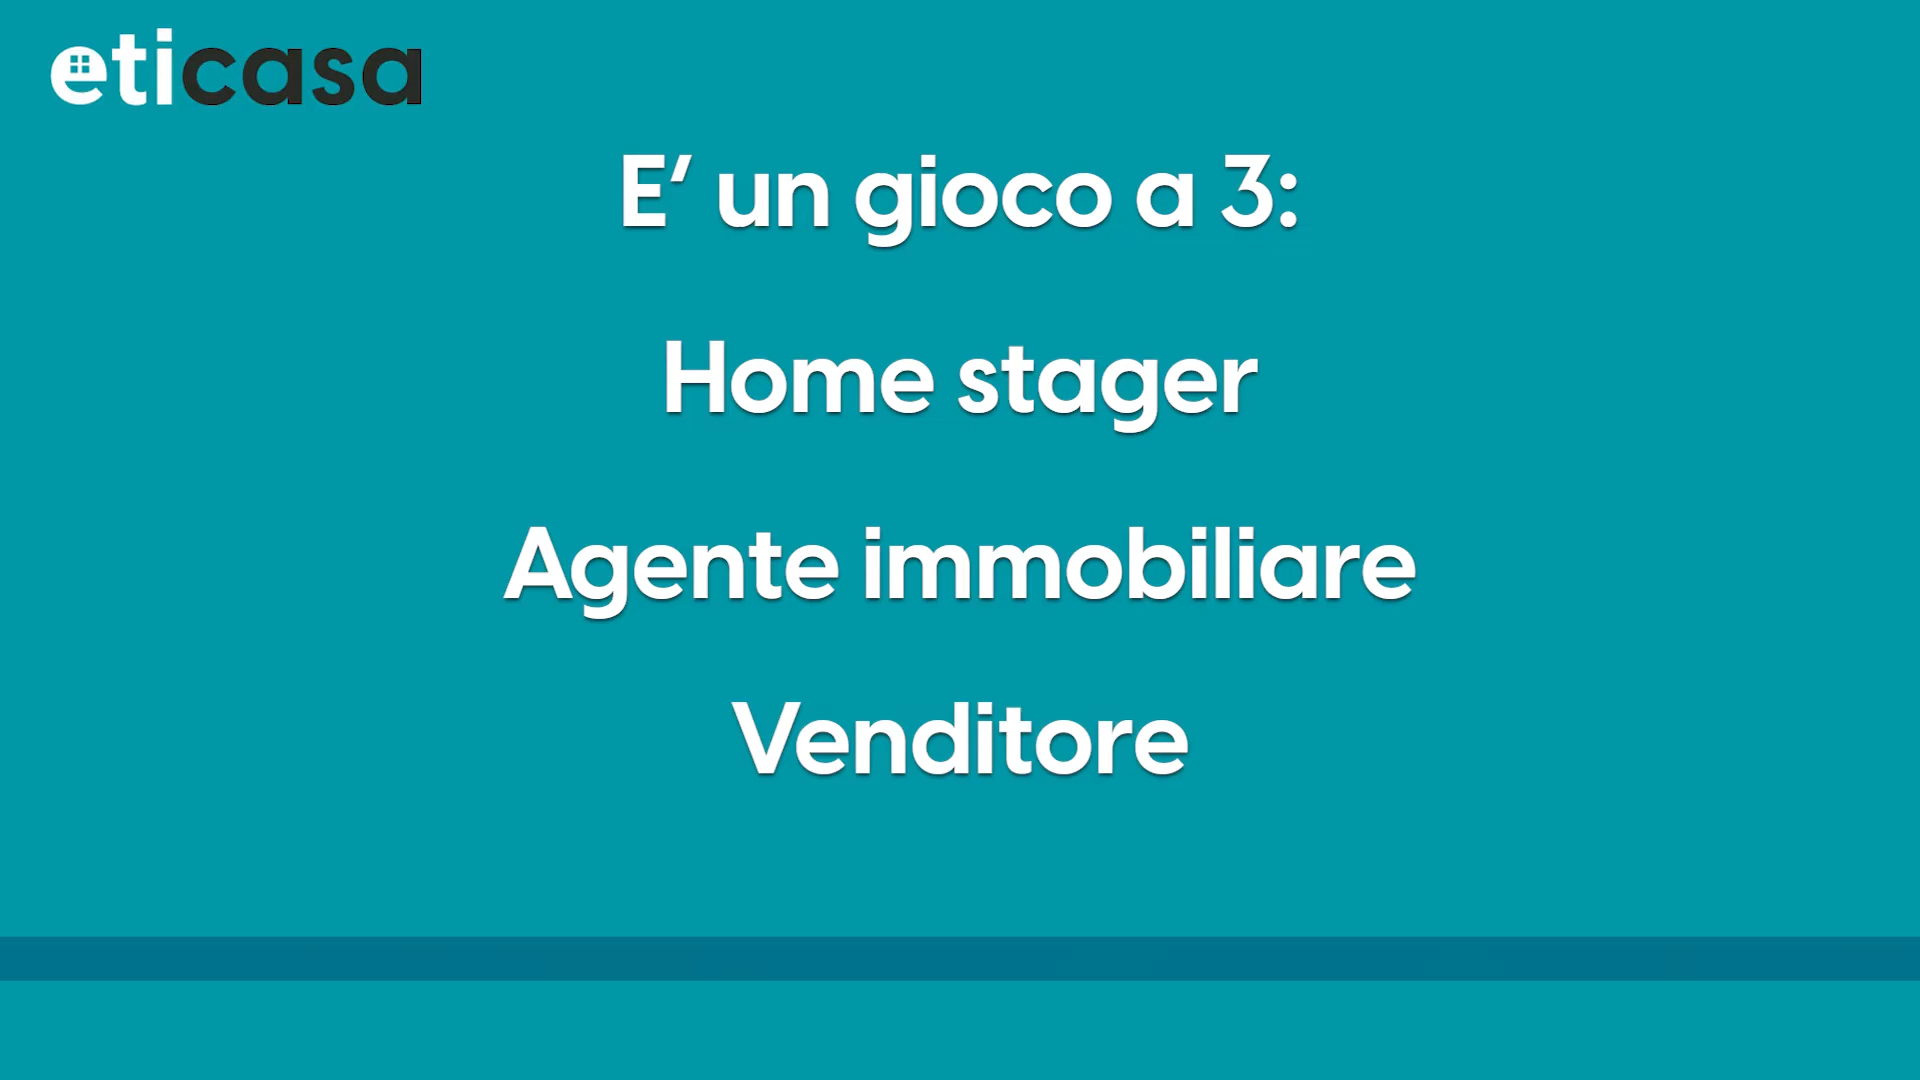 eticasa
E’ un gioco a 3:
Home stager
Agente immobiliare
Venditore